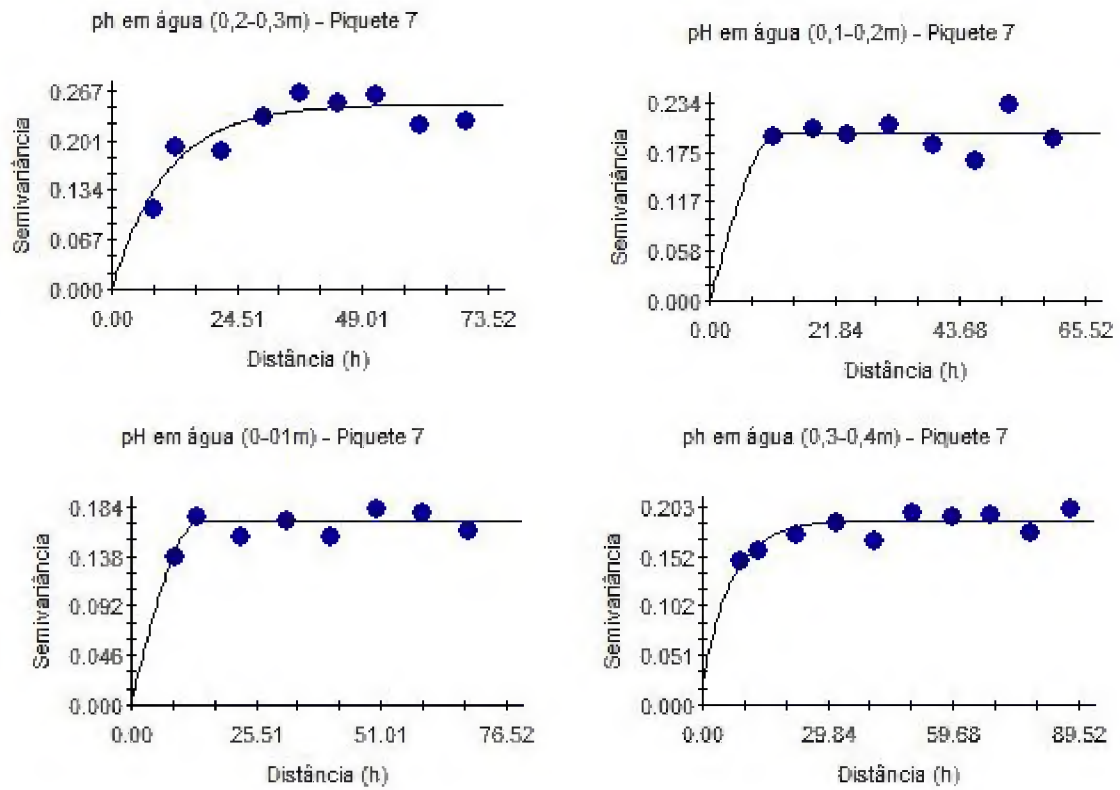 ph em água (0,2-0,3m) - Piquete 7
0.267
0.201
0.134
0.067
0.000
Semivariância
0.00 24.51 49.01 73.52
Distância (h)
pH em água (0,1-0,2m) - Piquete 7
0.234
0.175
0.117
0.058
0.000
Semivariância
0.00 21.84 43.68 65.52
Distância (h)
pH em água (0-01m) - Piquete 7
0.184
0.138
0.092
0.046
0.000
Semivariância
0.00 25.51 51.01 76.52
Distância (h)
ph em água (0,3-0,4m) - Piquete 7
0.203
0.152
0.102
0.051
0.000
Semivariância
0.00 29.84 59.68 89.52
Distância (h)